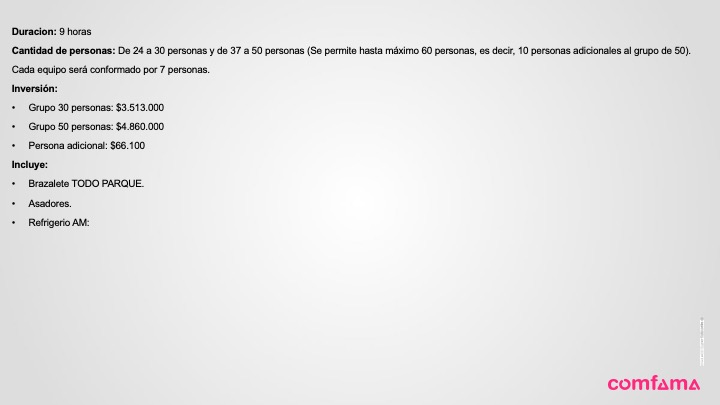 Duracion: 9 horas
Cantidad de personas: De 24 a 30 personas y de 37 a 50 personas (Se permite hasta máximo 60 personas, es decir, 10 personas adicionales al grupo de 50).
Cada equipo será conformado por 7 personas.
Inversión:
• Grupo 30 personas: $3.513.000
• Grupo 50 personas: $4.860.000
• Persona adicional: $66.100
Incluye:
• Brazalete TODO PARQUE.
• Asadores.
• Refrigerio AM:
comfama